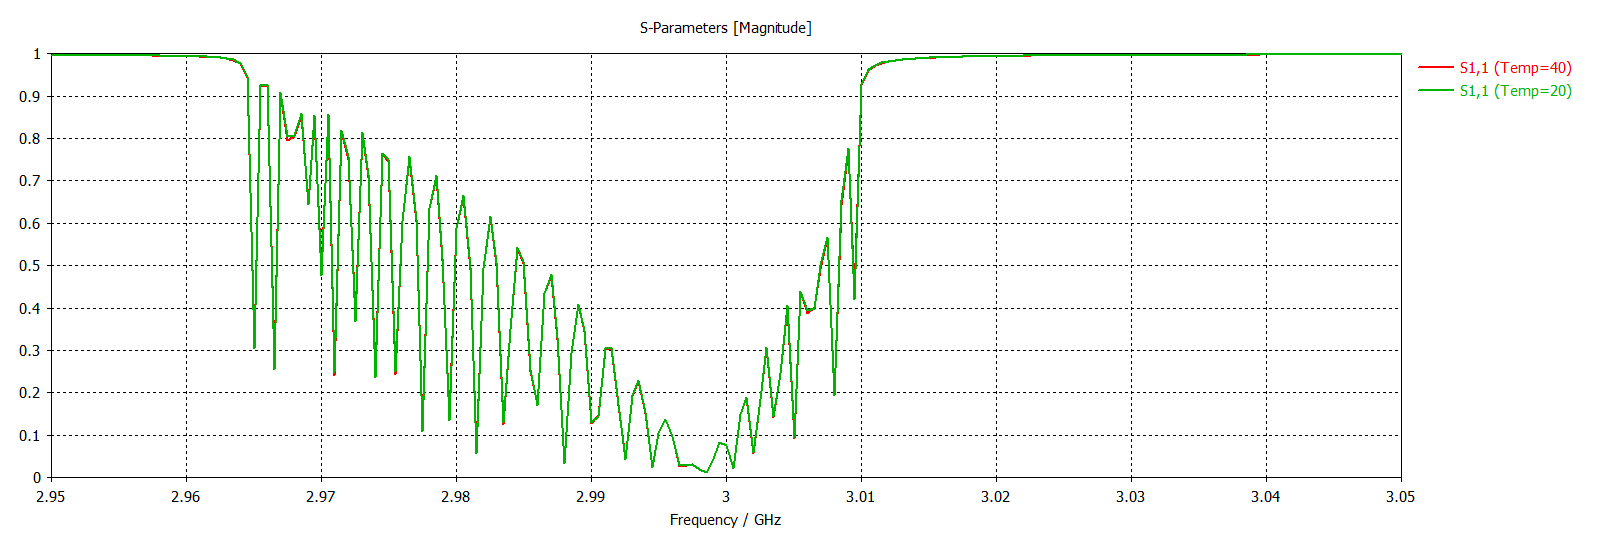 S-Parameters [Magnitude]
1
0.9
0.8
0.7
0.6
0.5
0.4
0.3
0.2
0.1
0
2.95 2.96 2.97 2.98 2.99 3 3.01 3.02 3.03 3.04 3.05
Frequency / GHz
S1,1 (Temp=40)
S1,1 (Temp=20)